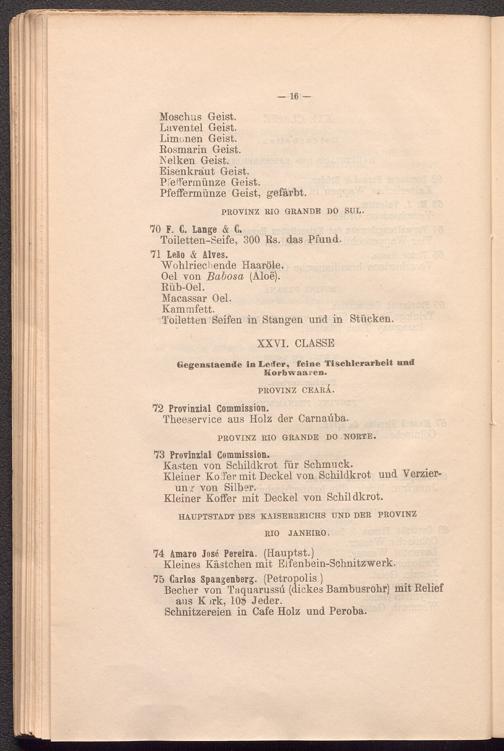 — 16 —
Moschus Geist.
Laventel Geist.
Limonen Geist.
Rosmarin Geist.
Nelken Geist.
Eisenkraut Geist.
Pfeffermünze Geist.
Pfeffermünze Geist, gefärbt.
PROVINZ RIO GRANDE DO SUL.
70 F. C. Lange & C.
Toiletten-Seife, 300 Rs. das Pfund.
71 Leão & Alves.
Wohlriechende Haaröle.
Oel von Babosa (Aloë).
Rüb-Oel.
Macassar Oel.
Kammfett.
Toiletten Seifen in Stangen und in Stücken.
XXVI. CLASSE
Gegenstaende in Leder, feine Tischlerarbeit und
Korbwaaren.
PROVINZ CEARÁ.
72 Provinzial Commission.
Theeservice aus Holz der Carnaúba.
PROVINZ RIO GRANDE DO NORTE.
73 Provinzial Commission.
Kasten von Schildkrot für Schmuck.
Kleiner Koffer mit Deckel von Schildkrot und Verzier-
ung von Silber.
Kleiner Koffer mit Deckel von Schildkrot.
HAUPTSTADT DES KAISERREICHS UND DER PROVINZ
RIO JANEIRO.
74 Amaro José Pereira. (Hauptst.)
Kleines Kästchen mit Elfenbein-Schnitzwerk.
75 Carlos Spangenberg. (Petropolis)
Becher von Taquarussú (dickes Bambusrohr) mit Relief
aus Kork, 10$ Jeder.
Schnitzereien in Cafe Holz und Peroba.